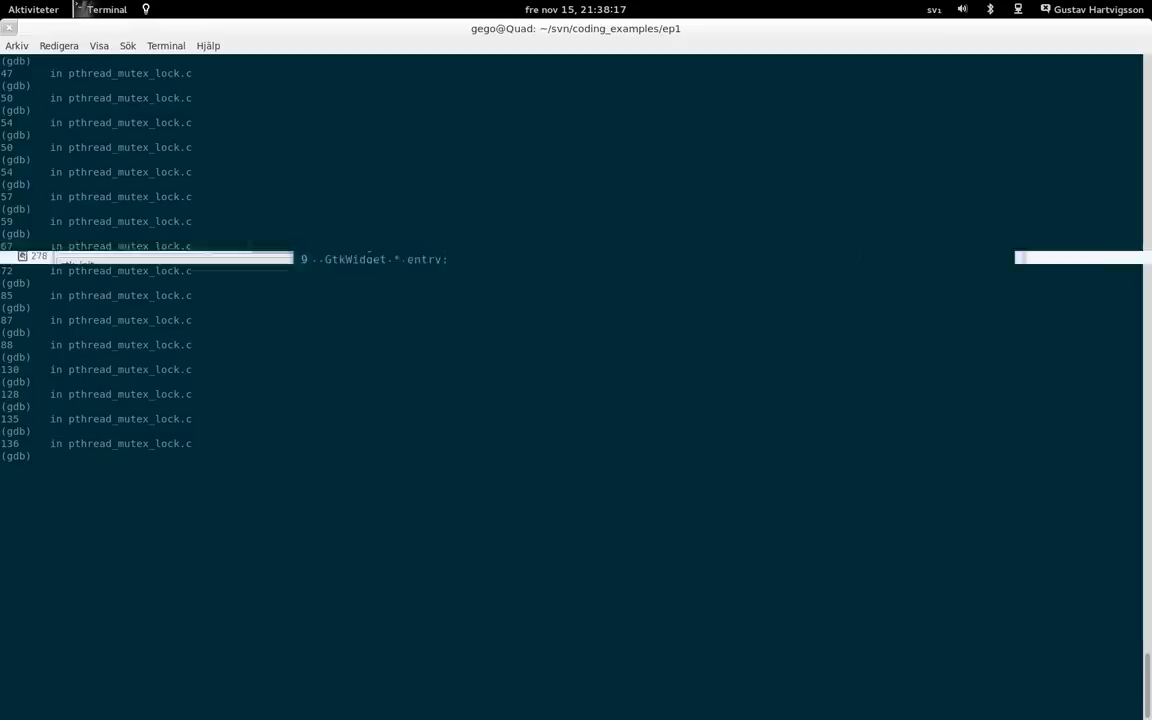 Aktiviteter Terminal fre nov 15, 21:38:17 sv₁ Gustav Hartvigsson
gego@Quad: ~/svn/coding_examples/ep1
Arkiv Redigera Visa Sök Terminal Hjälp
(gdb)
47 in pthread_mutex_lock.c
(gdb)
50 in pthread_mutex_lock.c
(gdb)
54 in pthread_mutex_lock.c
(gdb)
50 in pthread_mutex_lock.c
(gdb)
54 in pthread_mutex_lock.c
(gdb)
57 in pthread_mutex_lock.c
(gdb)
59 in pthread_mutex_lock.c
(gdb)
67 in pthread_mutex_lock.c
278 9 --GtkWidget-*-entry;
72 in pthread_mutex_lock.c
(gdb)
85 in pthread_mutex_lock.c
(gdb)
87 in pthread_mutex_lock.c
(gdb)
88 in pthread_mutex_lock.c
(gdb)
130 in pthread_mutex_lock.c
(gdb)
128 in pthread_mutex_lock.c
(gdb)
135 in pthread_mutex_lock.c
(gdb)
136 in pthread_mutex_lock.c
(gdb)